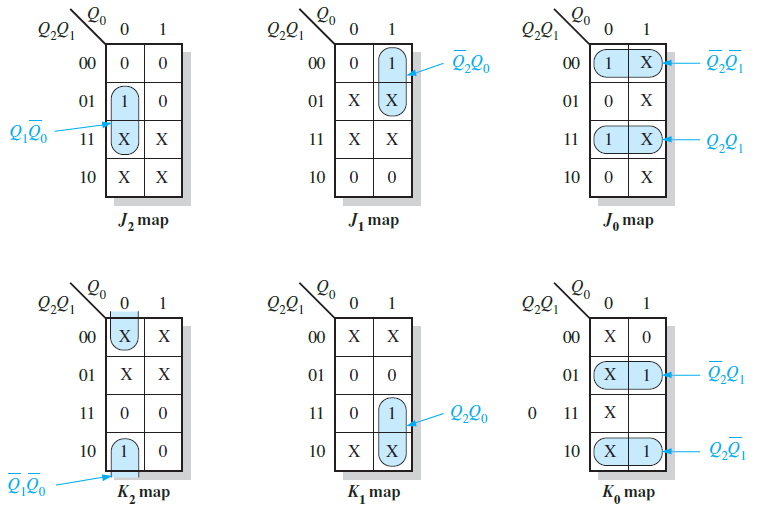 Q₀ Q₀ Q₀
Q₂Q₁ 0 1 Q₂Q₁ 0 1 Q₂Q₁ 0 1
00 0 0 00 0 1 Q̅₂Q₀ 00 1 X Q̅₂Q̅₁
01 1 0 01 X X 01 0 X
Q₁Q̅₀ 11 X X 11 X X 11 1 X Q₂Q₁
10 X X 10 0 0 10 0 X
J₂ map J₁ map J₀ map
Q₀ Q₀ Q₀
Q₂Q₁ 0 1 Q₂Q₁ 0 1 Q₂Q₁ 0 1
00 X X 00 X X 00 X 0
01 X X 01 0 0 01 X 1 Q̅₂Q₁
11 0 0 11 0 1 Q₂Q₀ 0 11 X
10 1 0 10 X X 10 X 1 Q₂Q̅₁
Q̅₁Q̅₀
K₂ map K₁ map K₀ map